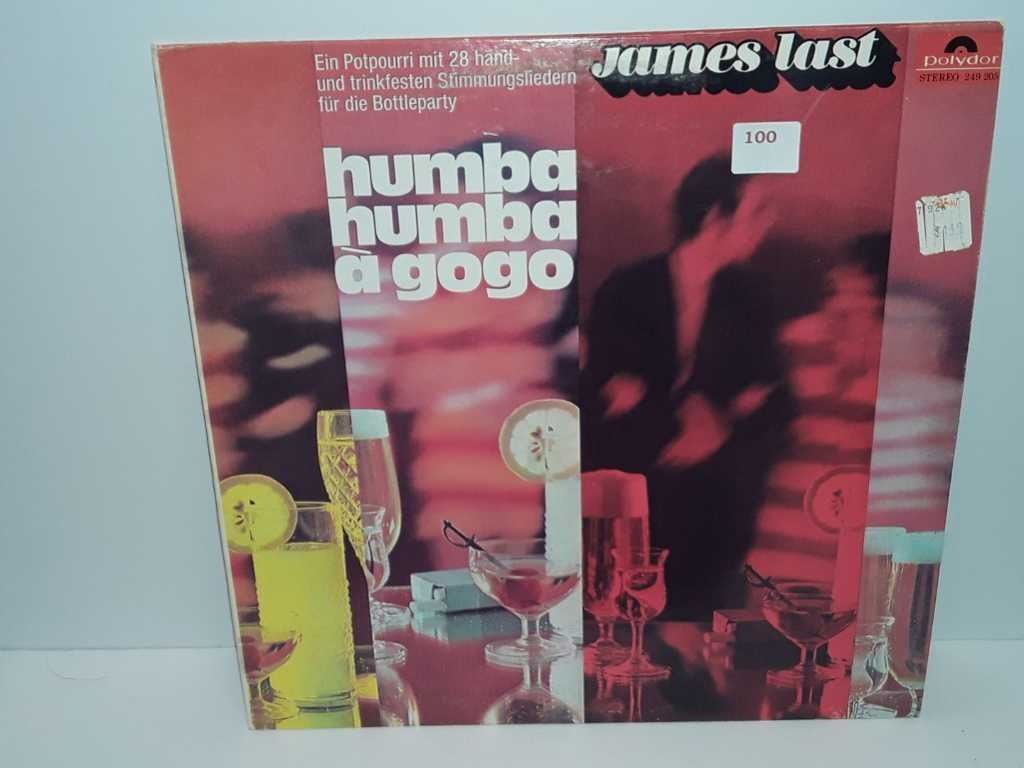 Ein Potpourri mit 28 hand-
und trinkfesten Stimmungsliedern
für die Bottleparty
james last
polydor
STEREO 249 205
100
humba
humba
à gogo